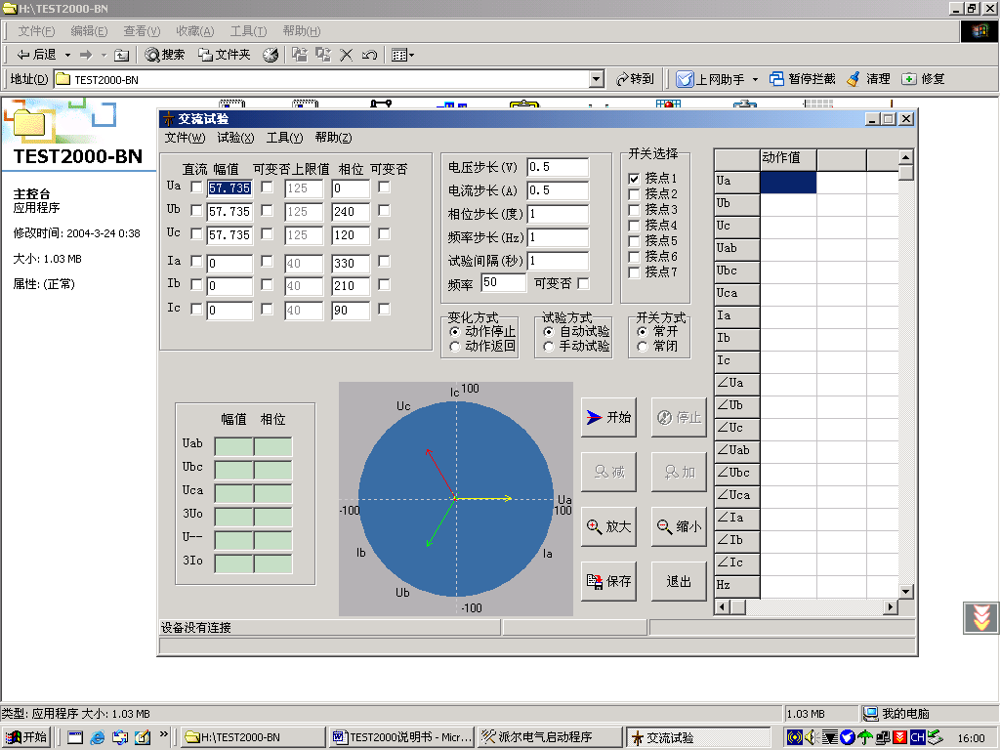 H:\TEST2000-BN
文件(F) 编辑(E) 查看(V) 收藏(A) 工具(T) 帮助(H)
后退 搜索 文件夹
地址(D) TEST2000-BN 转到 上网助手 暂停拦截 清理 修复
TEST2000-BN
主控台
应用程序
修改时间: 2004-3-24 0:38
大小: 1.03 MB
属性: (正常)
交流试验
文件(W) 试验(X) 工具(Y) 帮助(Z)
直流 幅值 可变否 上限值 相位 可变否
Ua 57.735 125 0
Ub 57.735 125 240
Uc 57.735 125 120
Ia 0 40 330
Ib 0 40 210
Ic 0 40 90
电压步长(V) 0.5
电流步长(A) 0.5
相位步长(度) 1
频率步长(Hz) 1
试验间隔(秒) 1
频率 50 可变否
开关选择
接点1
接点2
接点3
接点4
接点5
接点6
接点7
变化方式
动作停止
动作返回
试验方式
自动试验
手动试验
开关方式
常开
常闭
幅值 相位
Uab
Ubc
Uca
3Uo
U--
3Io
Ic 100
Uc
Ua
-100 100
Ib Ia
Ub
-100
开始 停止
减 加
放大 缩小
保存 退出
动作值
Ua
Ub
Uc
Uab
Ubc
Uca
Ia
Ib
Ic
∠Ua
∠Ub
∠Uc
∠Uab
∠Ubc
∠Uca
∠Ia
∠Ib
∠Ic
Hz
设备没有连接
类型: 应用程序 大小: 1.03 MB 1.03 MB 我的电脑
开始 » H:\TEST2000-BN TEST2000说明书 - Micr... 派尔电气启动程序 交流试验 CH 16:00